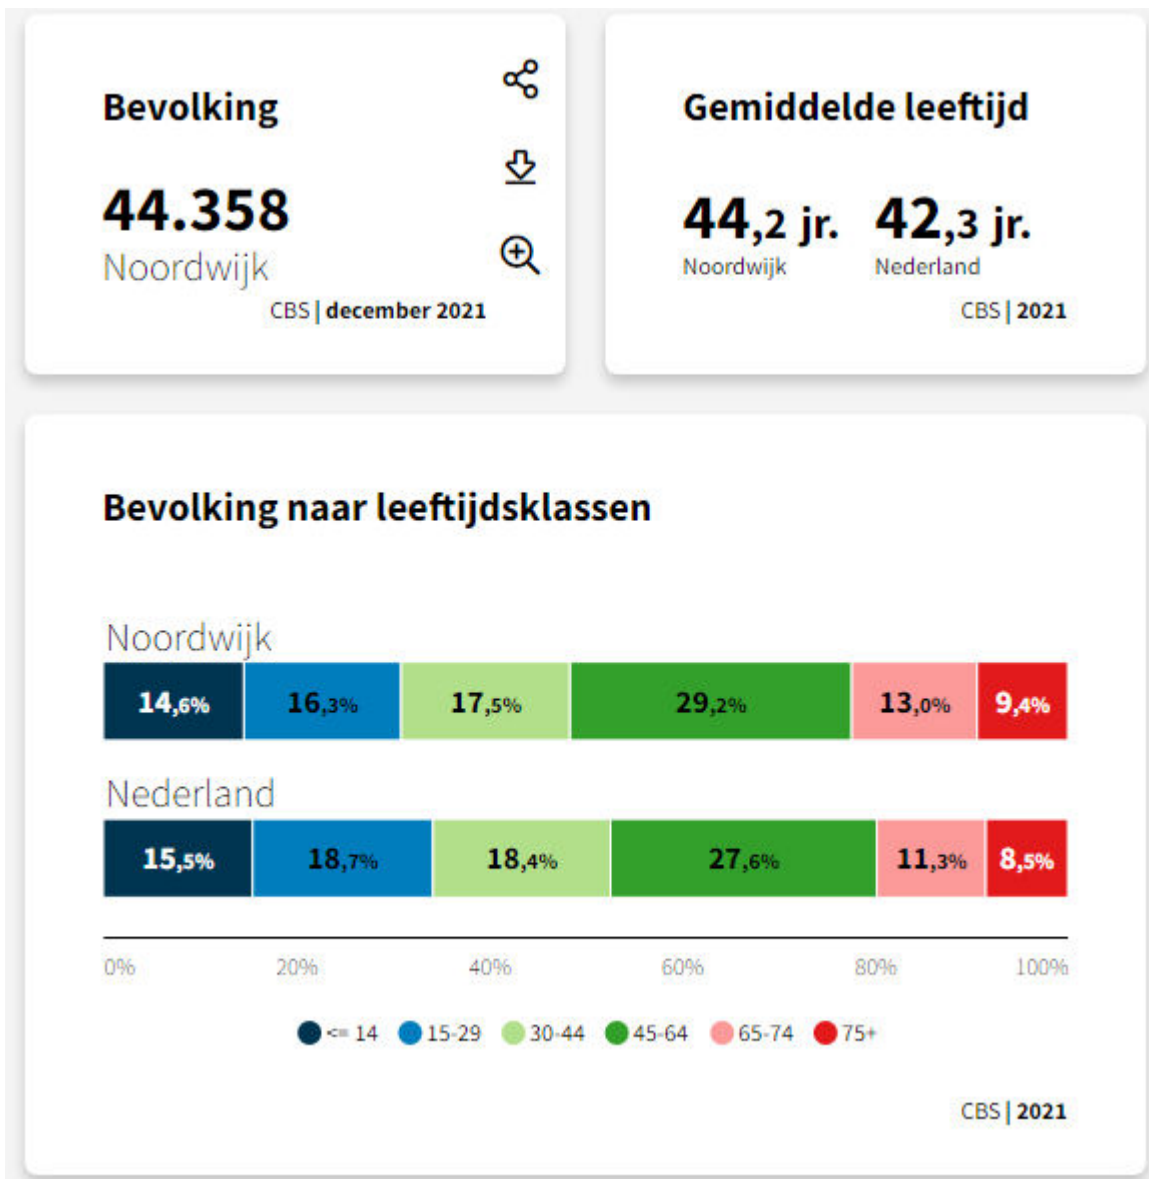 Bevolking
44.358
Noordwijk
CBS | december 2021
Gemiddelde leeftijd
44,2 jr. 42,3 jr.
Noordwijk Nederland
CBS | 2021
Bevolking naar leeftijdsklassen
Noordwijk
14,6% 16,3% 17,5% 29,2% 13,0% 9,4%
Nederland
15,5% 18,7% 18,4% 27,6% 11,3% 8,5%
0% 20% 40% 60% 80% 100%
<= 14 15-29 30-44 45-64 65-74 75+
CBS | 2021